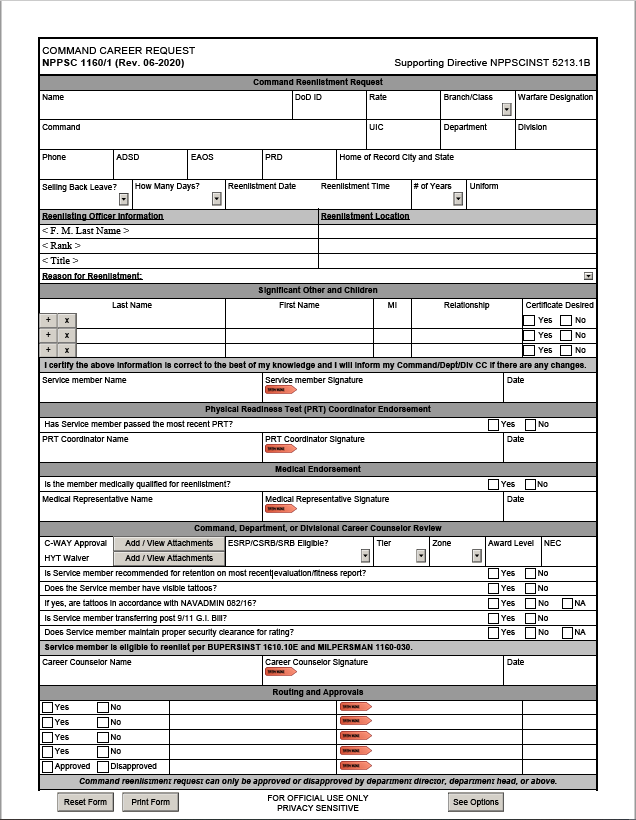 COMMAND CAREER REQUEST
NPPSC 1160/1 (Rev. 06-2020) Supporting Directive NPPSCINST 5213.1B
Command Reenlistment Request
Name DoD ID Rate Branch/Class Warfare Designation
Command UIC Department Division
Phone ADSD EAOS PRD Home of Record City and State
Selling Back Leave? How Many Days? Reenlistment Date Reenlistment Time # of Years Uniform
Reenlisting Officer Information Reenlistment Location
< F. M. Last Name >
< Rank >
< Title >
Reason for Reenlistment:
Significant Other and Children
Last Name First Name MI Relationship Certificate Desired
+ x Yes No
+ x Yes No
+ x Yes No
I certify the above information is correct to the best of my knowledge and I will inform my Command/Dept/Div CC if there are any changes.
Service member Name Service member Signature Date
Physical Readiness Test (PRT) Coordinator Endorsement
Has Service member passed the most recent PRT? Yes No
PRT Coordinator Name PRT Coordinator Signature Date
Medical Endorsement
Is the member medically qualified for reenlistment? Yes No
Medical Representative Name Medical Representative Signature Date
Command, Department, or Divisional Career Counselor Review
C-WAY Approval Add / View Attachments ESRP/CSRB/SRB Eligible? Tier Zone Award Level NEC
HYT Waiver Add / View Attachments
Is Service member recommended for retention on most recent evaluation/fitness report? Yes No
Does the Service member have visible tattoos? Yes No
If yes, are tattoos in accordance with NAVADMIN 082/16? Yes No NA
Is Service member transferring post 9/11 G.I. Bill? Yes No
Does Service member maintain proper security clearance for rating? Yes No NA
Service member is eligible to reenlist per BUPERSINST 1610.10E and MILPERSMAN 1160-030.
Career Counselor Name Career Counselor Signature Date
Routing and Approvals
Yes No
Yes No
Yes No
Yes No
Approved Disapproved
Command reenlistment request can only be approved or disapproved by department director, department head, or above.
Reset Form Print Form FOR OFFICIAL USE ONLY See Options
PRIVACY SENSITIVE